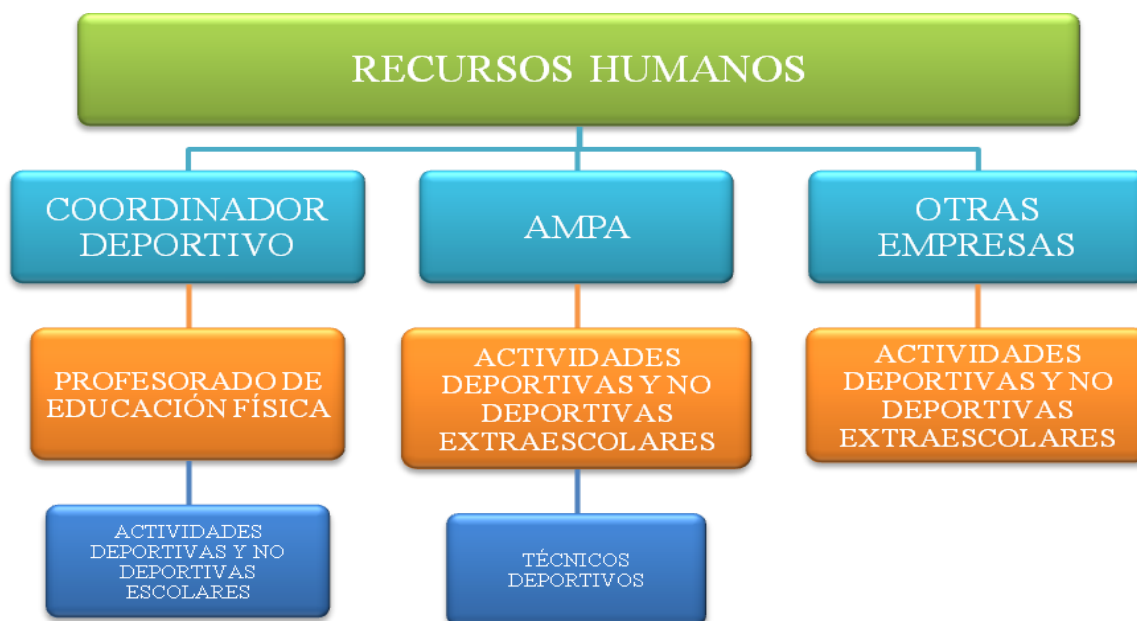 RECURSOS HUMANOS
COORDINADOR
DEPORTIVO
AMPA
OTRAS
EMPRESAS
PROFESORADO DE
EDUCACIÓN FÍSICA
ACTIVIDADES
DEPORTIVAS Y NO
DEPORTIVAS
EXTRAESCOLARES
ACTIVIDADES
DEPORTIVAS Y NO
DEPORTIVAS
EXTRAESCOLARES
ACTIVIDADES
DEPORTIVAS Y NO
DEPORTIVAS
ESCOLARES
TÉCNICOS
DEPORTIVOS